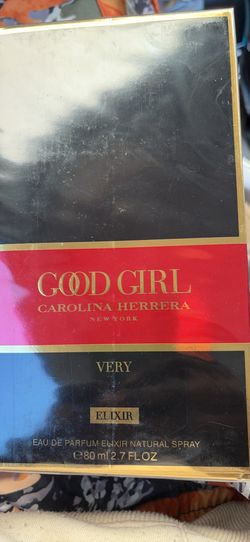 GOOD GIRL
CAROLINA HERRERA
NEW YORK
VERY
ELIXIR
EAU DE PARFUM ELIXIR NATURAL SPRAY
℮80 ml 2.7 FL OZ